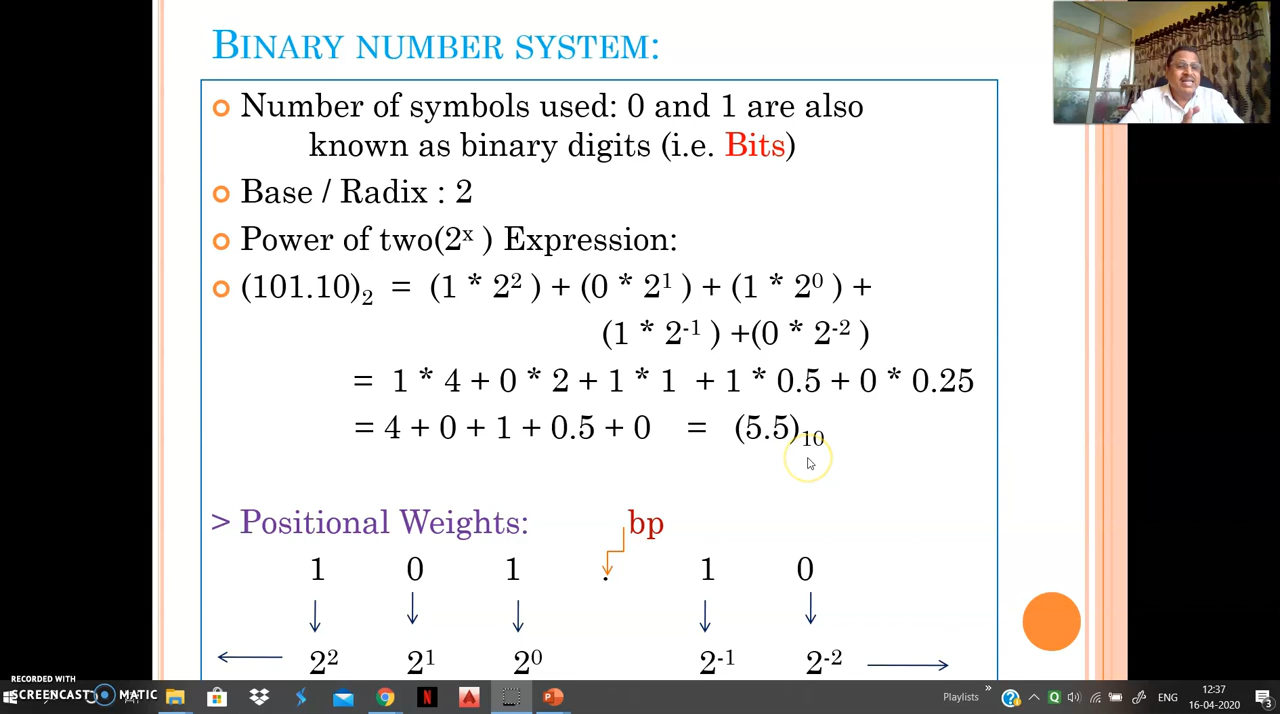 BINARY NUMBER SYSTEM:
Number of symbols used: 0 and 1 are also
known as binary digits (i.e. Bits)
Base / Radix : 2
Power of two(2ˣ ) Expression:
(101.10)₂ = (1 * 2² ) + (0 * 2¹ ) + (1 * 2⁰ ) +
(1 * 2⁻¹ ) +(0 * 2⁻² )
= 1 * 4 + 0 * 2 + 1 * 1 + 1 * 0.5 + 0 * 0.25
= 4 + 0 + 1 + 0.5 + 0 = (5.5)₁₀
> Positional Weights: bp
1 0 1 . 1 0
2² 2¹ 2⁰ 2⁻¹ 2⁻²
RECORDED WITH
SCREENCAST MATIC
Playlists » ENG 12:37
16-04-2020 3